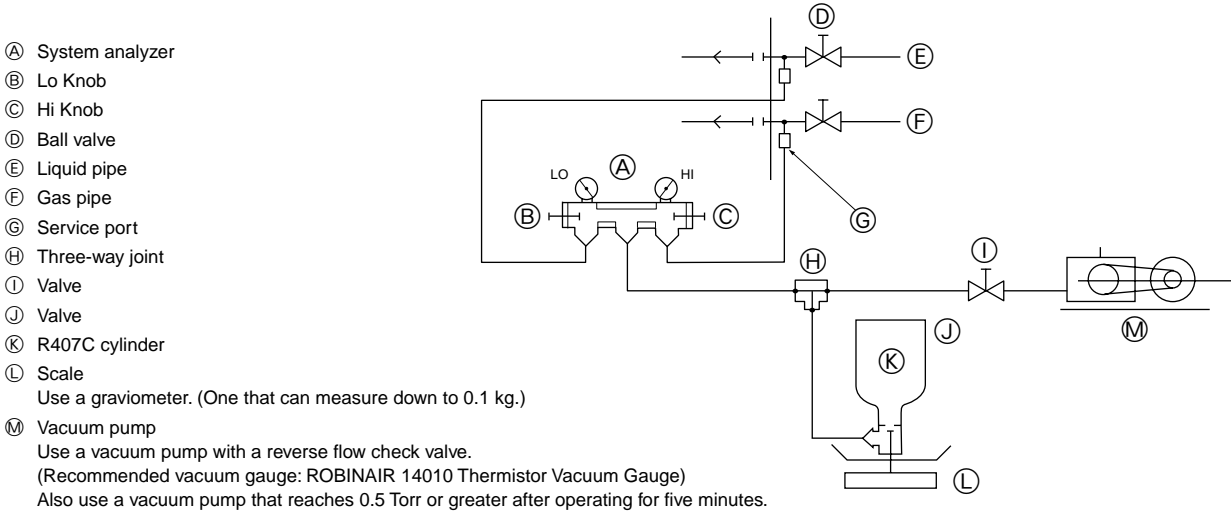 Ⓐ System analyzer
Ⓑ Lo Knob
Ⓒ Hi Knob
Ⓓ Ball valve
Ⓔ Liquid pipe
Ⓕ Gas pipe
Ⓖ Service port
Ⓗ Three-way joint
Ⓘ Valve
Ⓙ Valve
Ⓚ R407C cylinder
Ⓛ Scale
Use a graviometer. (One that can measure down to 0.1 kg.)
Ⓜ Vacuum pump
Use a vacuum pump with a reverse flow check valve.
(Recommended vacuum gauge: ROBINAIR 14010 Thermistor Vacuum Gauge)
Also use a vacuum pump that reaches 0.5 Torr or greater after operating for five minutes.
Ⓓ
Ⓔ
Ⓕ
Ⓐ
LO
HI
Ⓑ
Ⓒ
Ⓖ
Ⓗ
Ⓘ
Ⓙ
Ⓜ
Ⓚ
Ⓛ